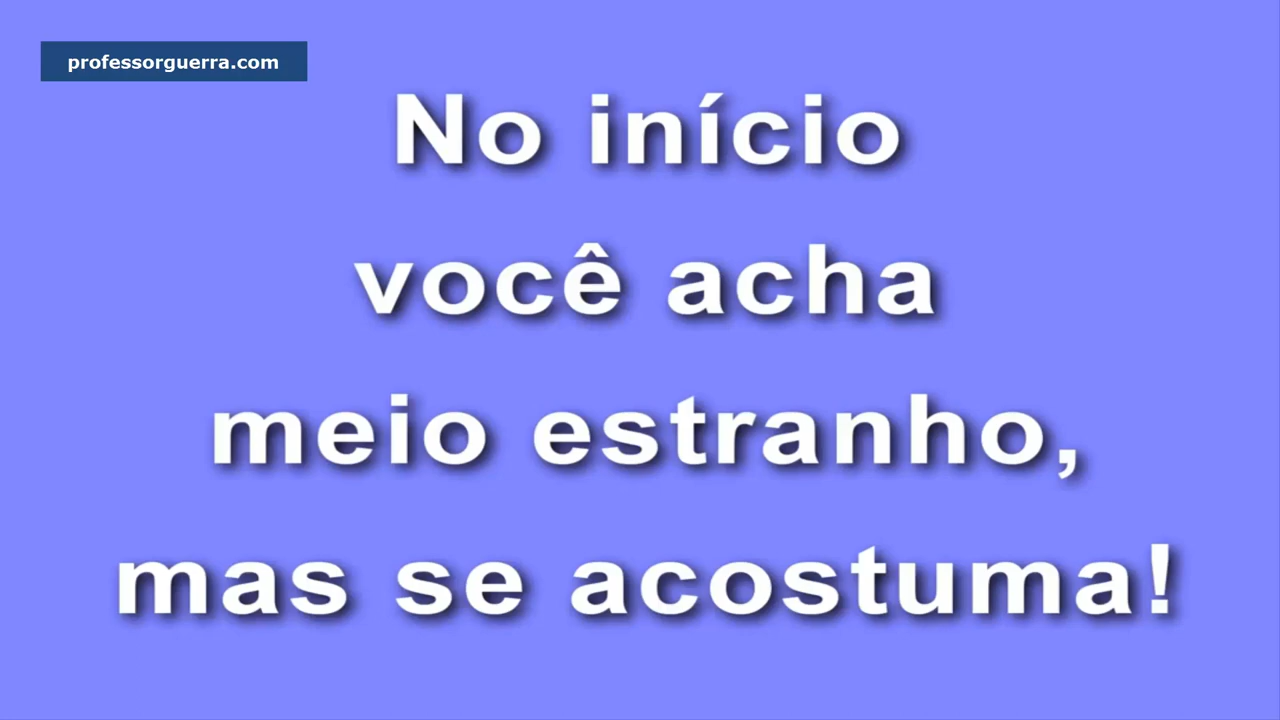 professorguerra.com
No início
você acha
meio estranho,
mas se acostuma!